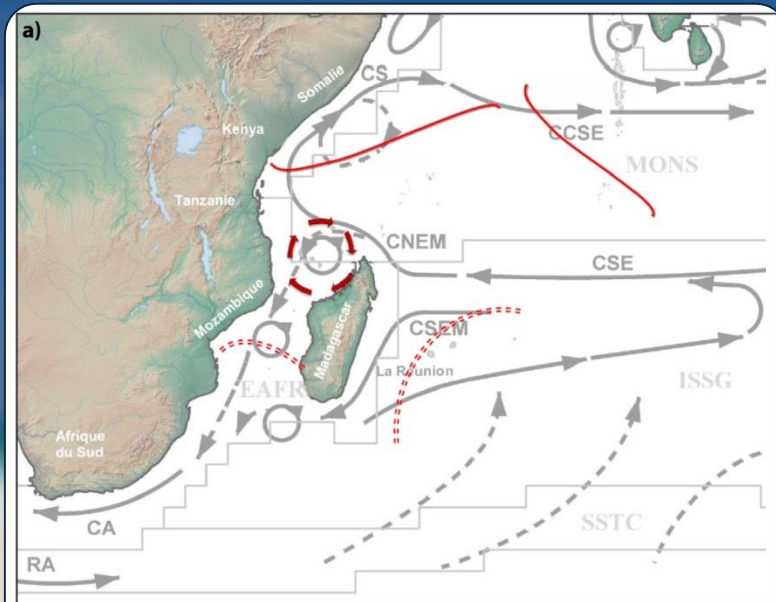 a)
Somalie
CS
Kenya
CCSE
MONS
Tanzanie
CNEM
CSE
Mozambique
Madagascar
CSEM
La Réunion
EAFR
ISSG
Afrique
du Sud
CA
SSTC
RA